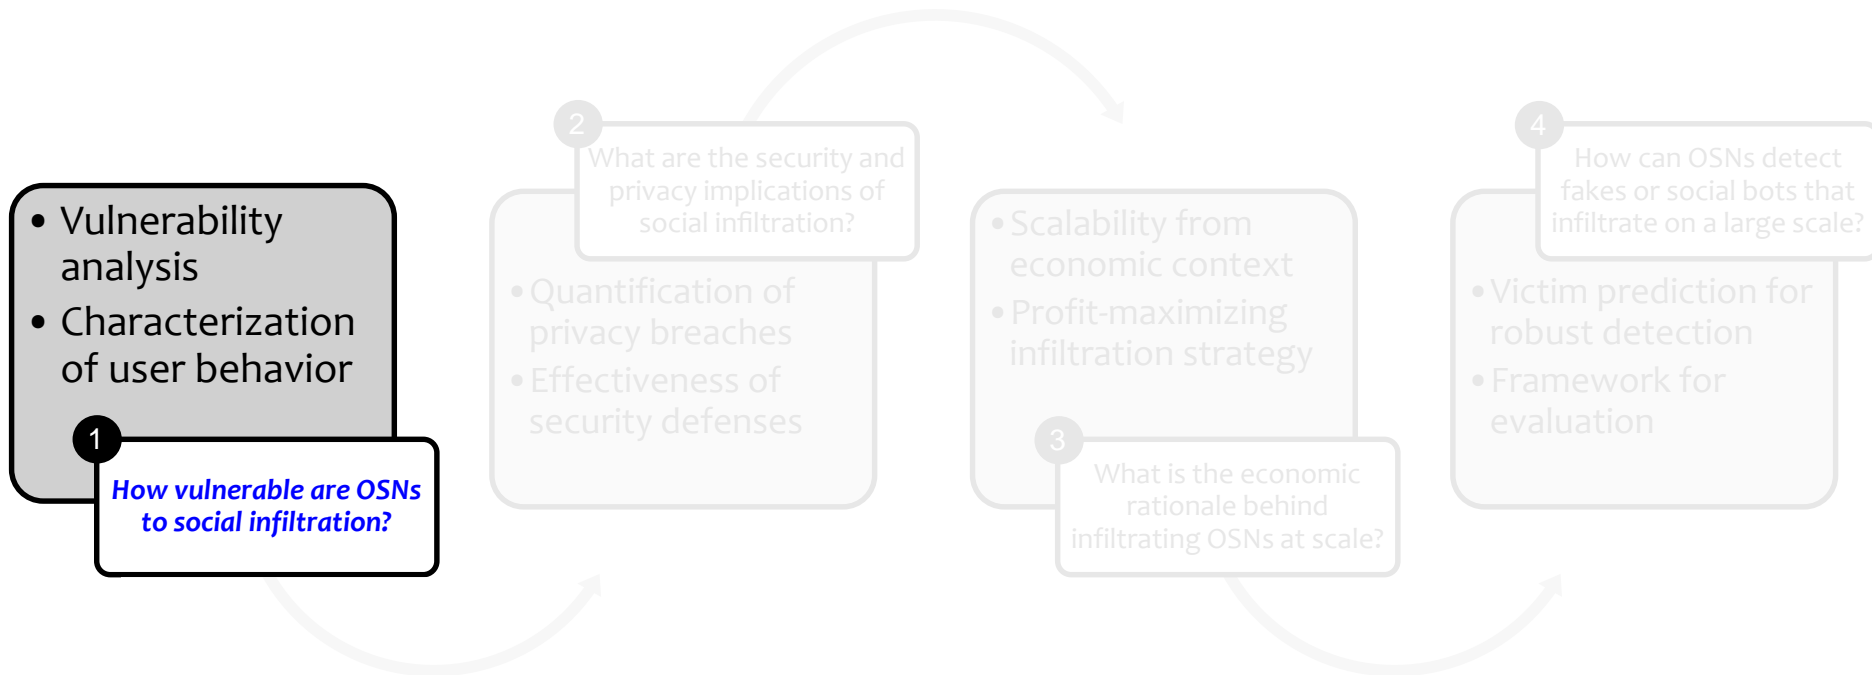 • Vulnerability
analysis
• Characterization
of user behavior
1
How vulnerable are OSNs
to social infiltration?
2
What are the security and
privacy implications of
social infiltration?
• Quantification of
privacy breaches
• Effectiveness of
security defenses
• Scalability from
economic context
• Profit-maximizing
infiltration strategy
3
What is the economic
rationale behind
infiltrating OSNs at scale?
4
How can OSNs detect
fakes or social bots that
infiltrate on a large scale?
• Victim prediction for
robust detection
• Framework for
evaluation